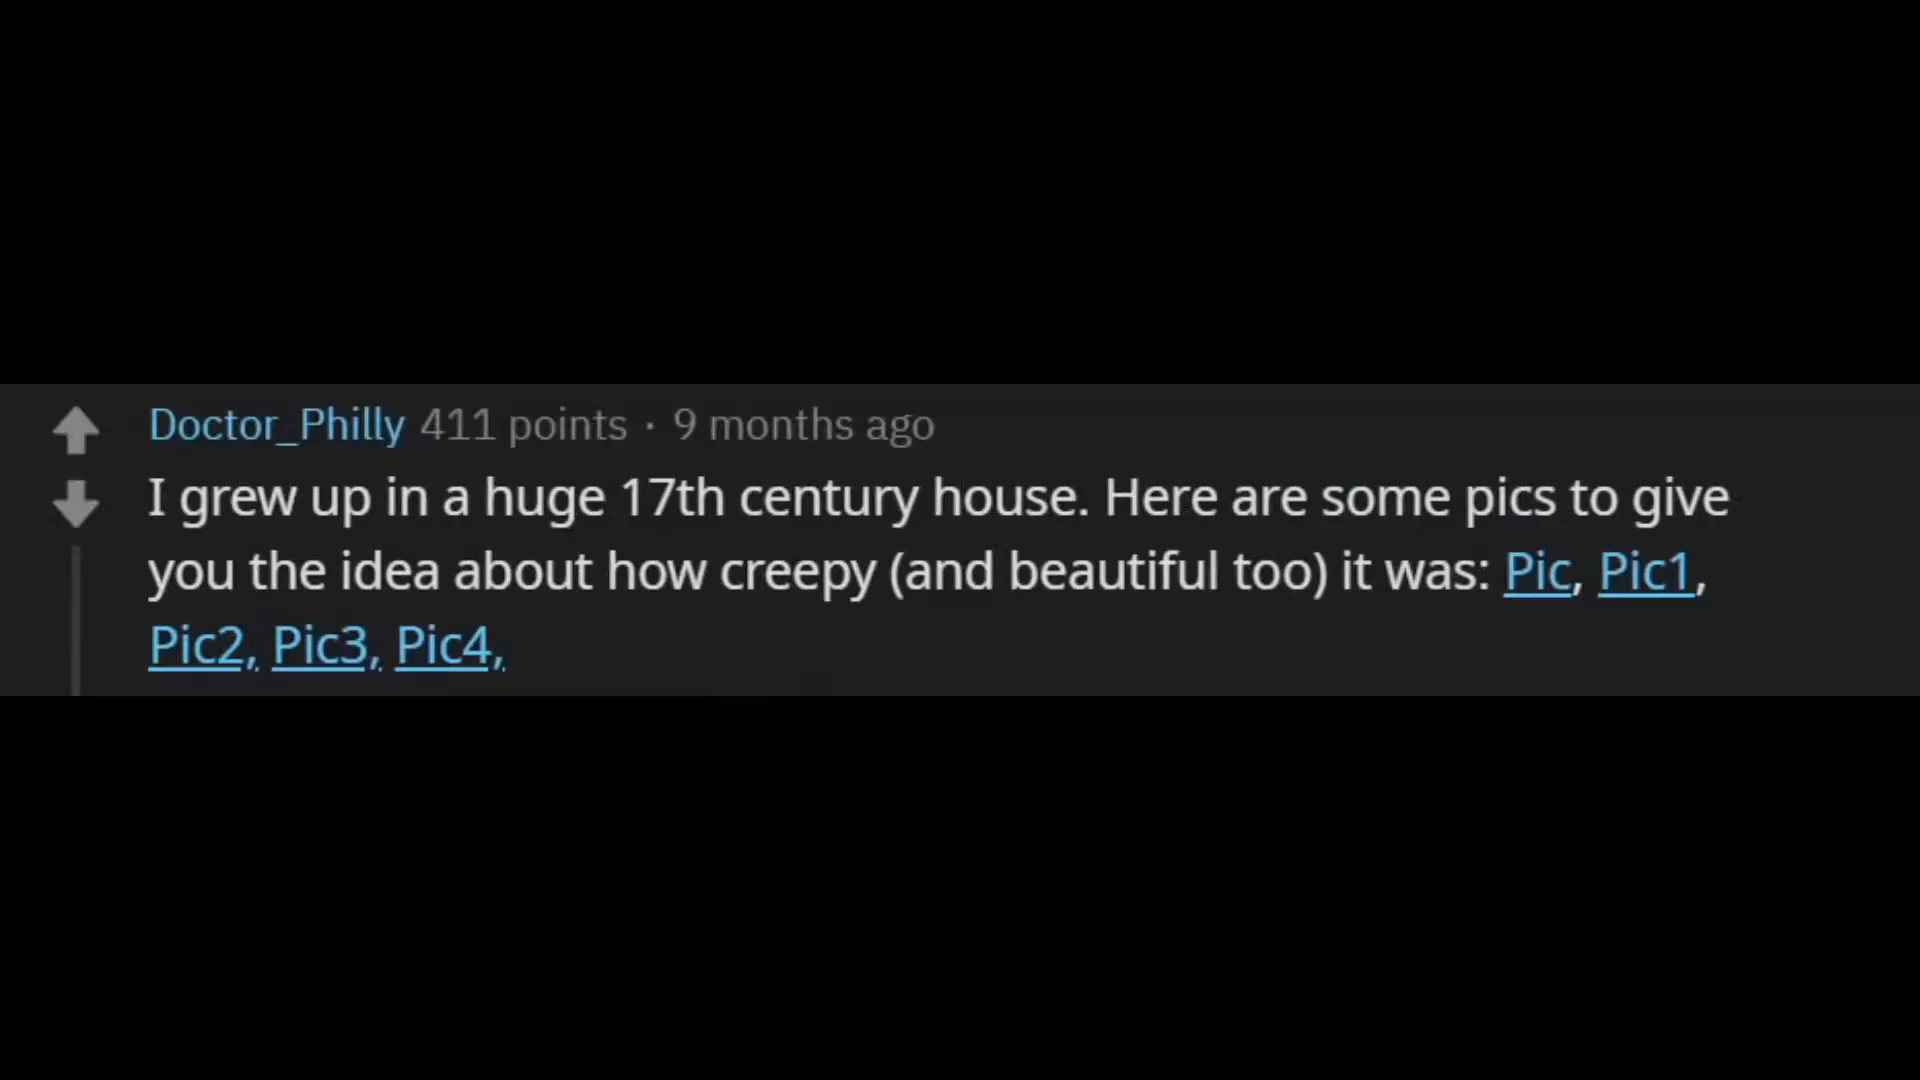 Doctor_Philly 411 points · 9 months ago
I grew up in a huge 17th century house. Here are some pics to give
you the idea about how creepy (and beautiful too) it was: Pic, Pic1,
Pic2, Pic3, Pic4,